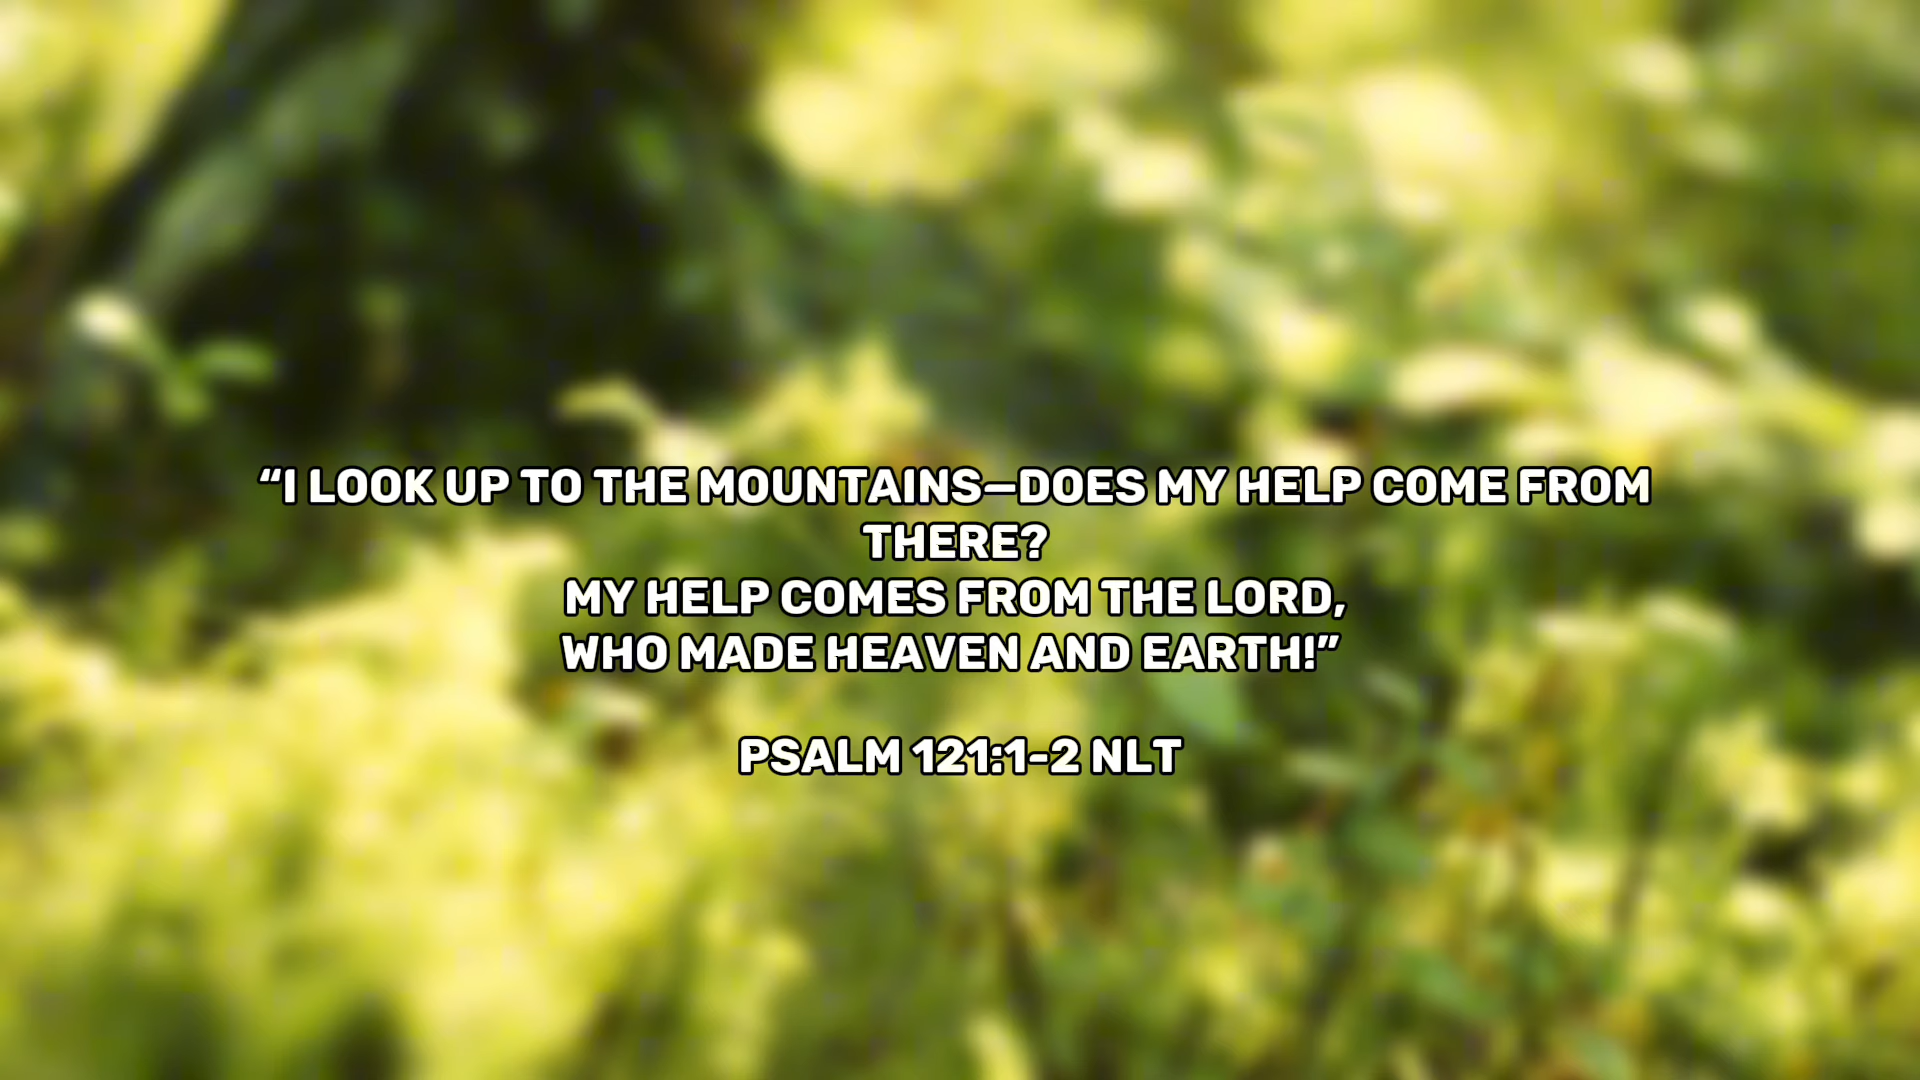 “I LOOK UP TO THE MOUNTAINS—DOES MY HELP COME FROM
THERE?
MY HELP COMES FROM THE LORD,
WHO MADE HEAVEN AND EARTH!”
PSALM 121:1-2 NLT